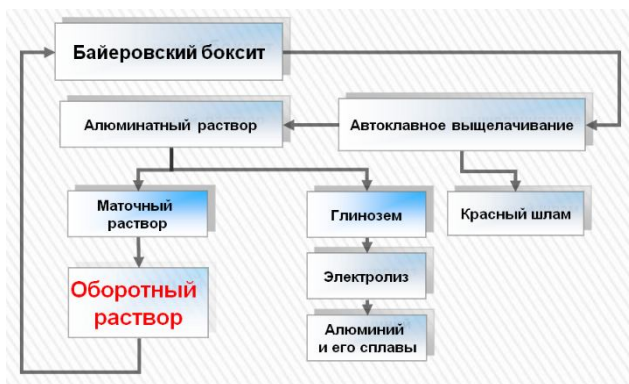 Байеровский боксит
Алюминатный раствор
Автоклавное выщелачивание
Маточный
раствор
Глинозем
Красный шлам
Оборотный
раствор
Электролиз
Алюминий
и его сплавы